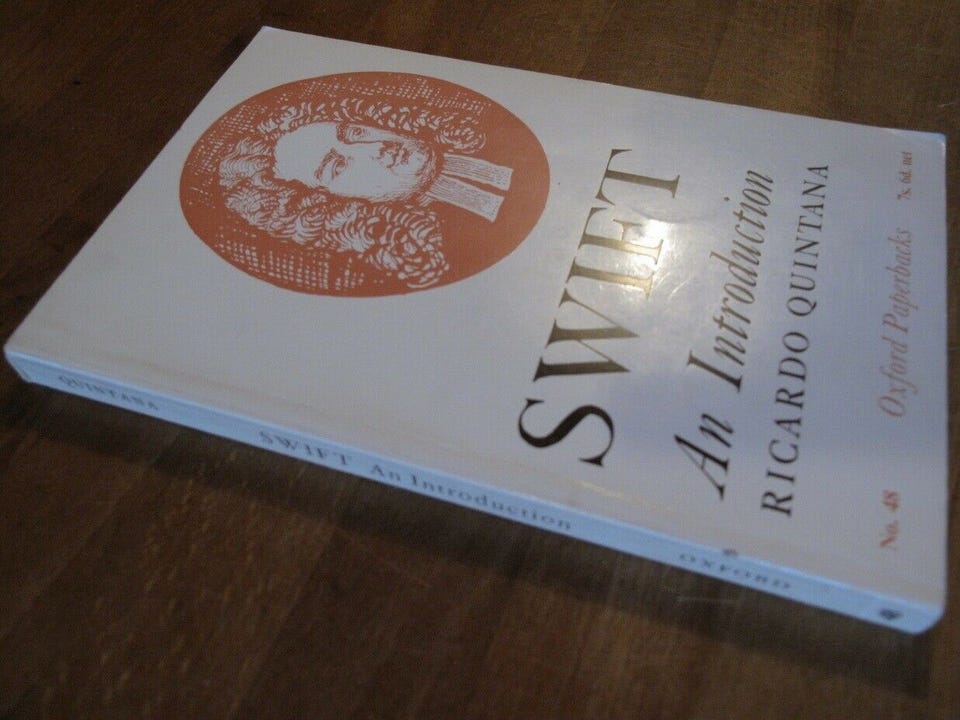 SWIFT
An Introduction
RICARDO QUINTANA
No. 48 Oxford Paperbacks 7s. 6d. net
QUINTANA SWIFT An Introduction OXFORD